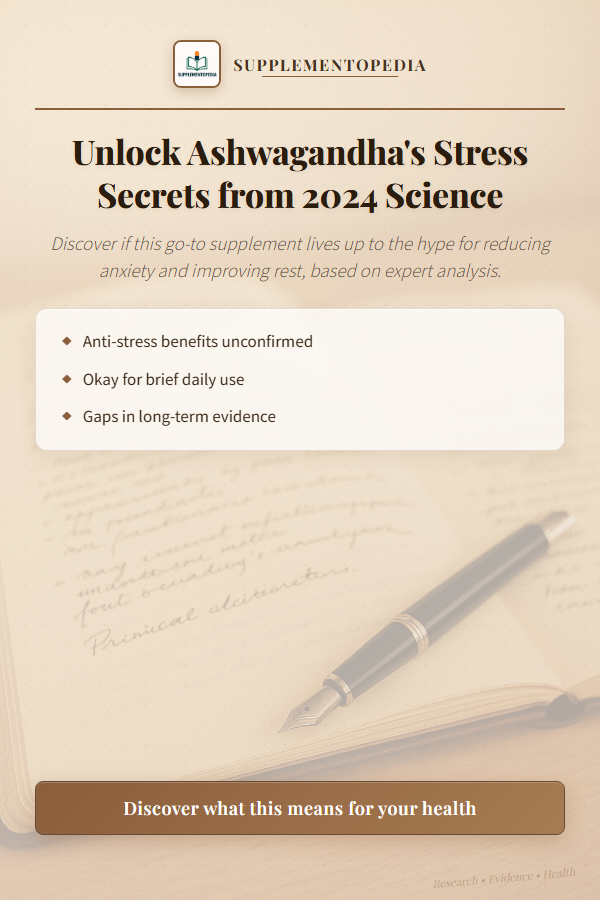 SUPPLEMENTOPEDIA
SUPPLEMENTOPEDIA
Unlock Ashwagandha's Stress
Secrets from 2024 Science
Discover if this go-to supplement lives up to the hype for reducing
anxiety and improving rest, based on expert analysis.
Anti-stress benefits unconfirmed
Okay for brief daily use
Gaps in long-term evidence
Discover what this means for your health
Research • Evidence • Health